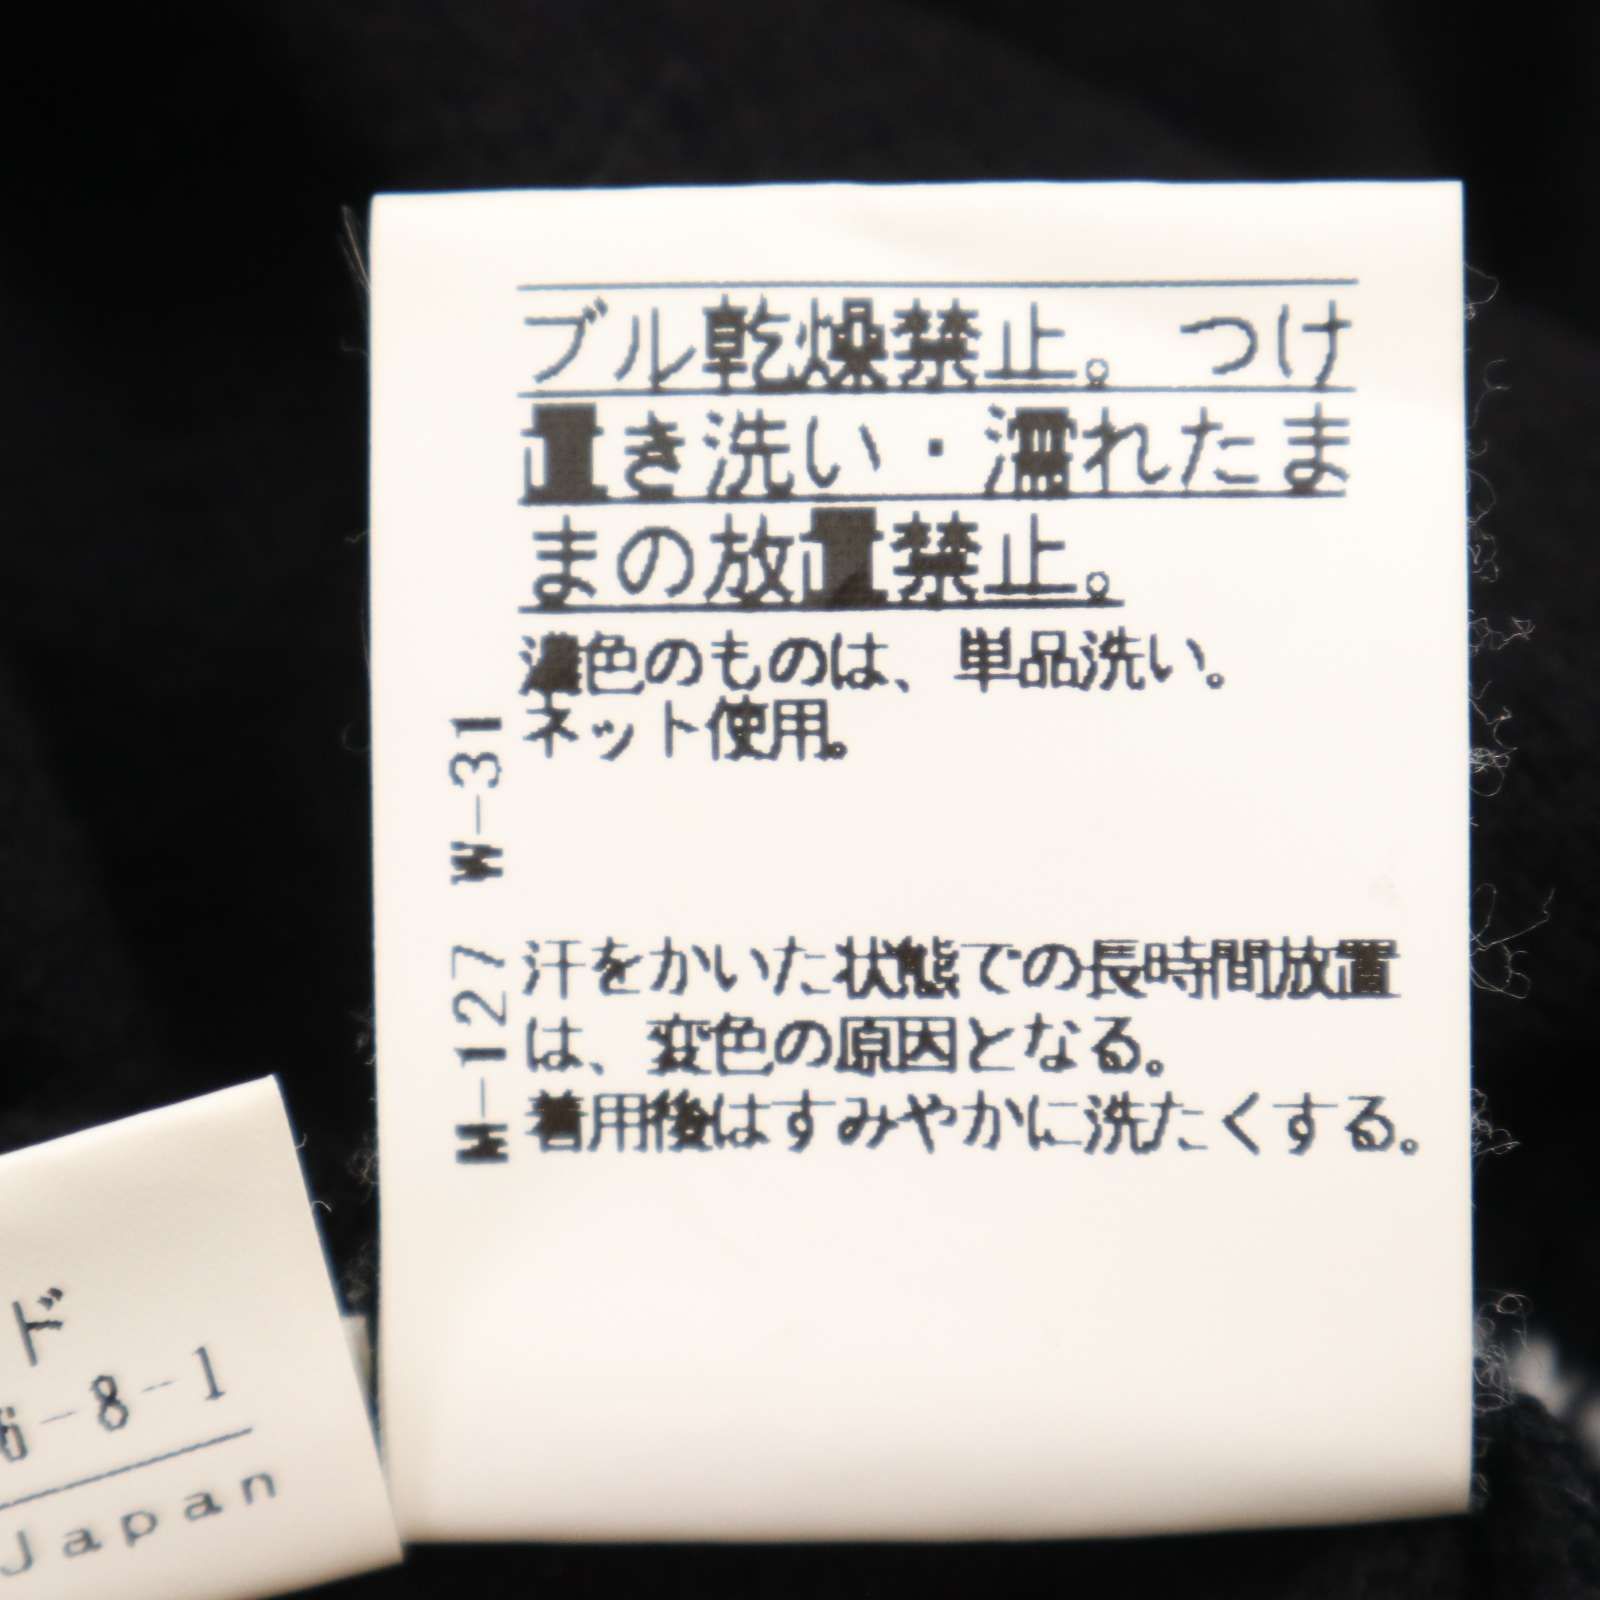 ブル乾燥禁止。 つけ
置き洗い・濡れたま
まの放置禁止。
濃色のものは、単品洗い。
ネット使用。
W-31
汗をかいた状態での長時間放置
は、変色の原因となる。
着用後はすみやかに洗たくする。
M-127
ド
6-8-1
Japan